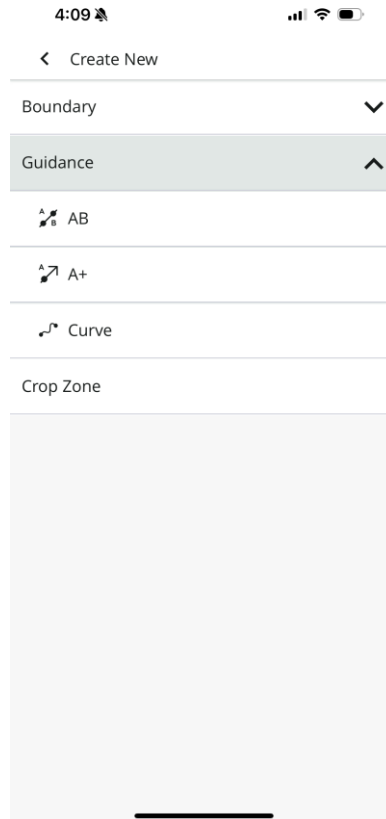 4:09
Create New
Boundary
Guidance
A B AB
A A+
Curve
Crop Zone